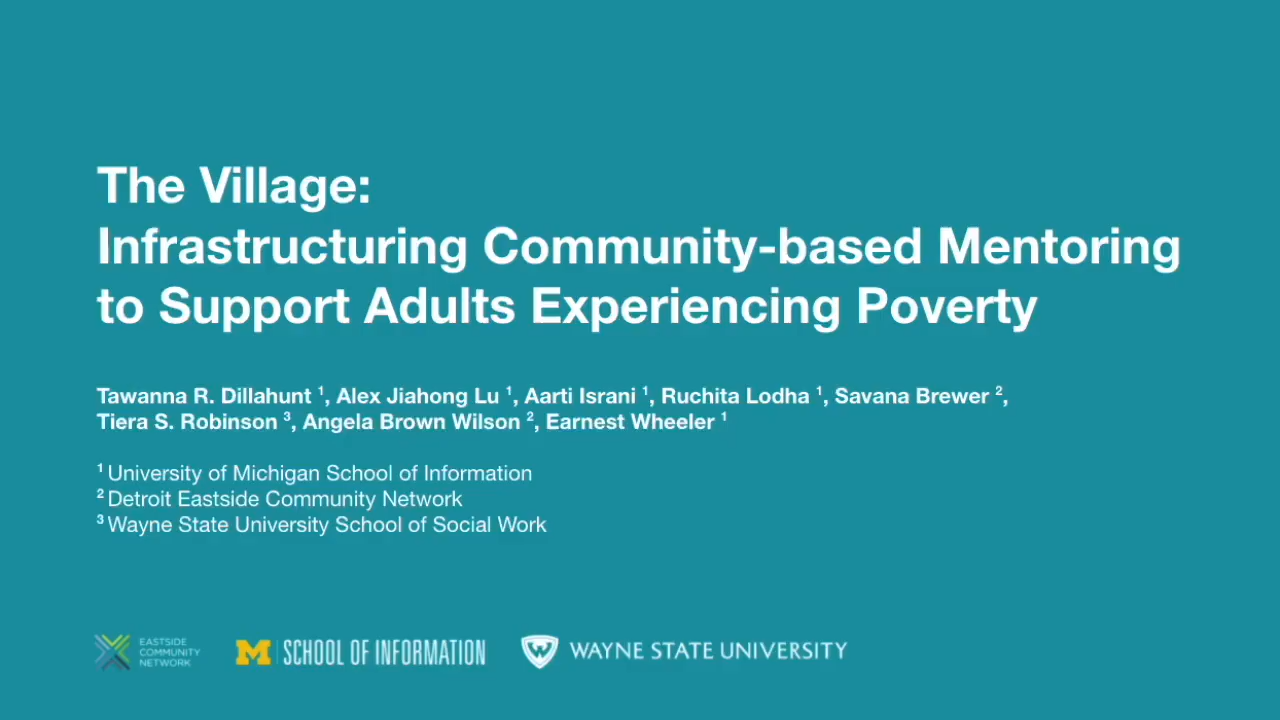 The Village:
Infrastructuring Community-based Mentoring
to Support Adults Experiencing Poverty
Tawanna R. Dillahunt ¹, Alex Jiahong Lu ¹, Aarti Israni ¹, Ruchita Lodha ¹, Savana Brewer ²,
Tiera S. Robinson ³, Angela Brown Wilson ², Earnest Wheeler ¹
¹ University of Michigan School of Information
² Detroit Eastside Community Network
³ Wayne State University School of Social Work
EASTSIDE
COMMUNITY
NETWORK
M SCHOOL OF INFORMATION
W WAYNE STATE UNIVERSITY